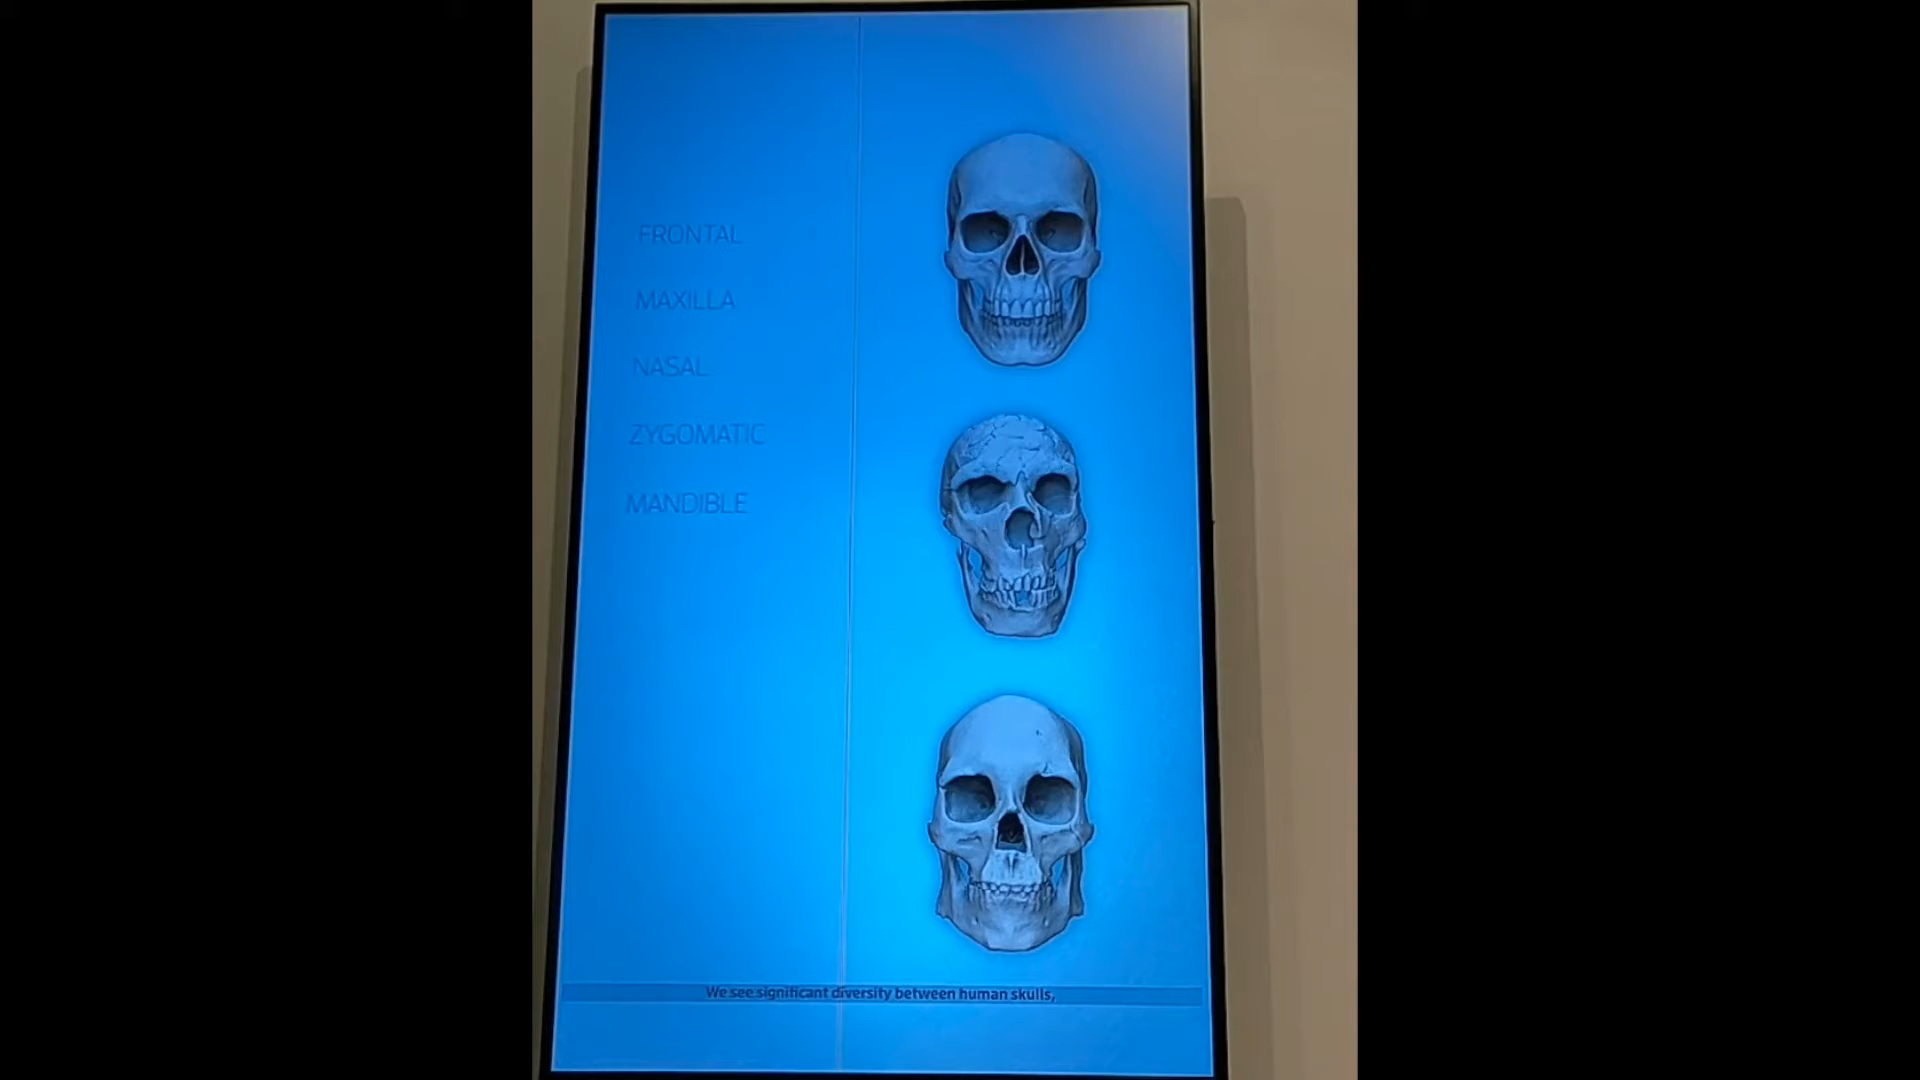 FRONTAL
MAXILLA
NASAL
ZYGOMATIC
MANDIBLE
We see significant diversity between human skulls,